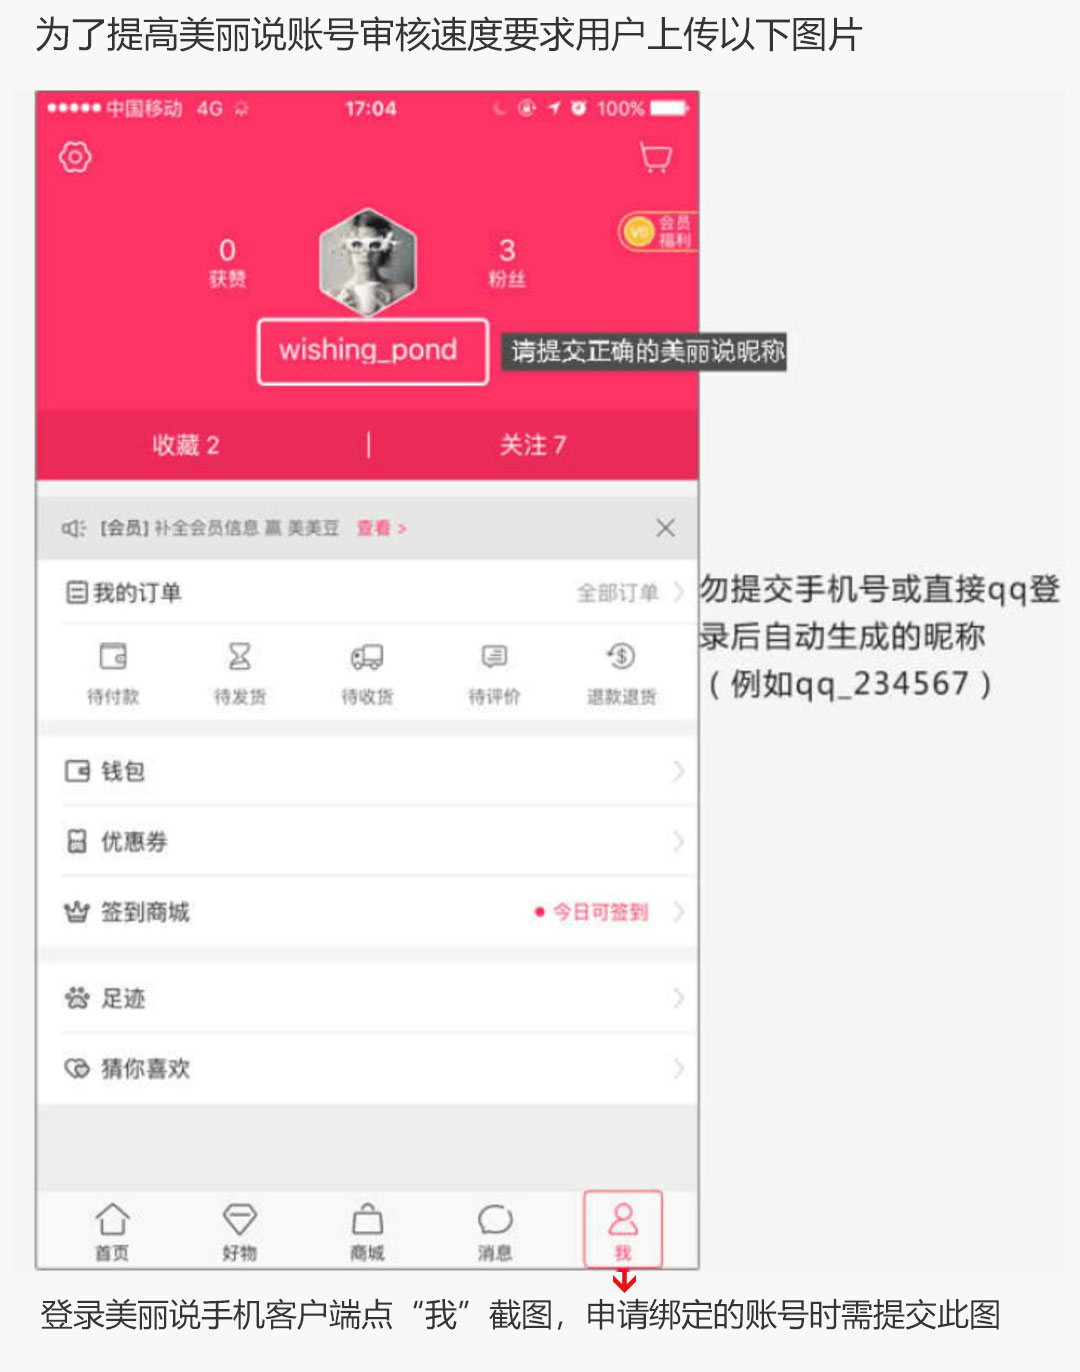 为了提高美丽说账号审核速度要求用户上传以下图片
中国移动 4G 17:04 100%
V0 会员
福利
0 3
获赞 粉丝
wishing_pond 请提交正确的美丽说昵称
收藏 2 | 关注 7
[会员] 补全会员信息 赢 美美豆 查看 >
我的订单 全部订单
勿提交手机号或直接qq登
录后自动生成的昵称
（例如qq_234567）
待付款 待发货 待收货 待评价 退款退货
钱包
优惠券
签到商城 今日可签到
足迹
猜你喜欢
首页 好物 商城 消息 我
登录美丽说手机客户端点“我”截图，申请绑定的账号时需提交此图